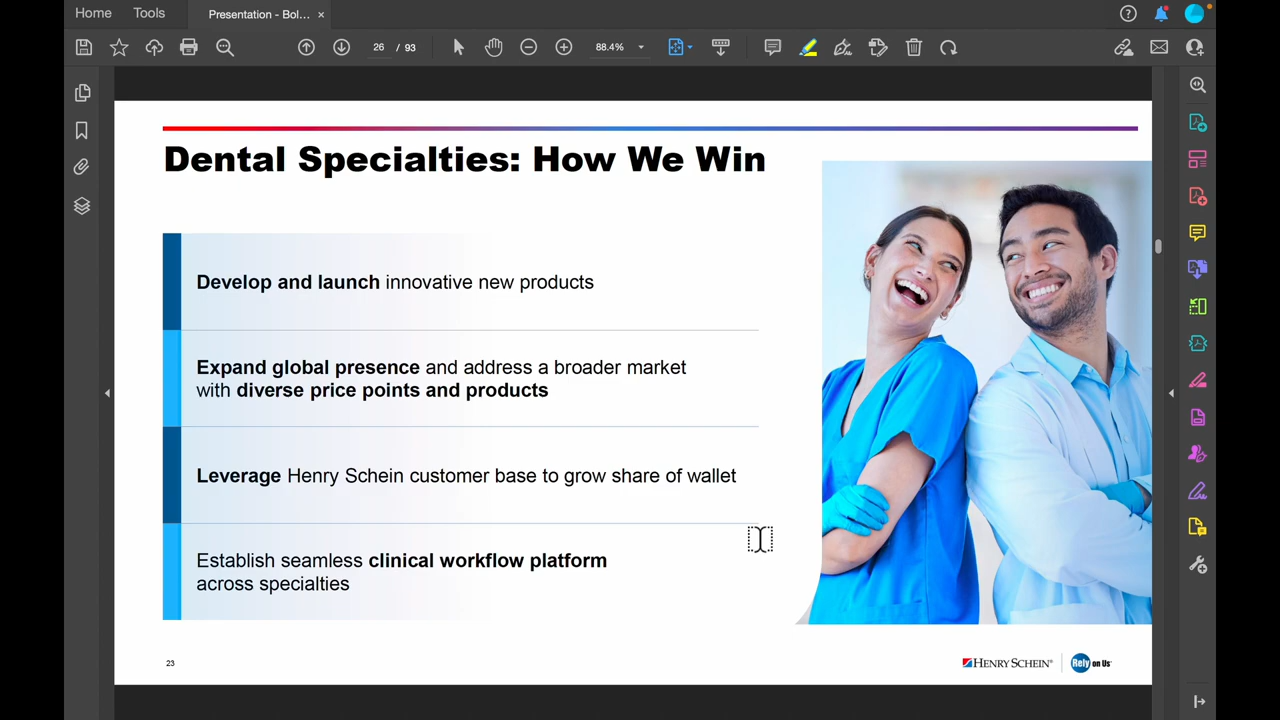 Home Tools Presentation - Bol... ×
26 / 93 88.4%
Dental Specialties: How We Win
Develop and launch innovative new products
Expand global presence and address a broader market
with diverse price points and products
Leverage Henry Schein customer base to grow share of wallet
Establish seamless clinical workflow platform
across specialties
23
HENRY SCHEIN® Rely on Us™